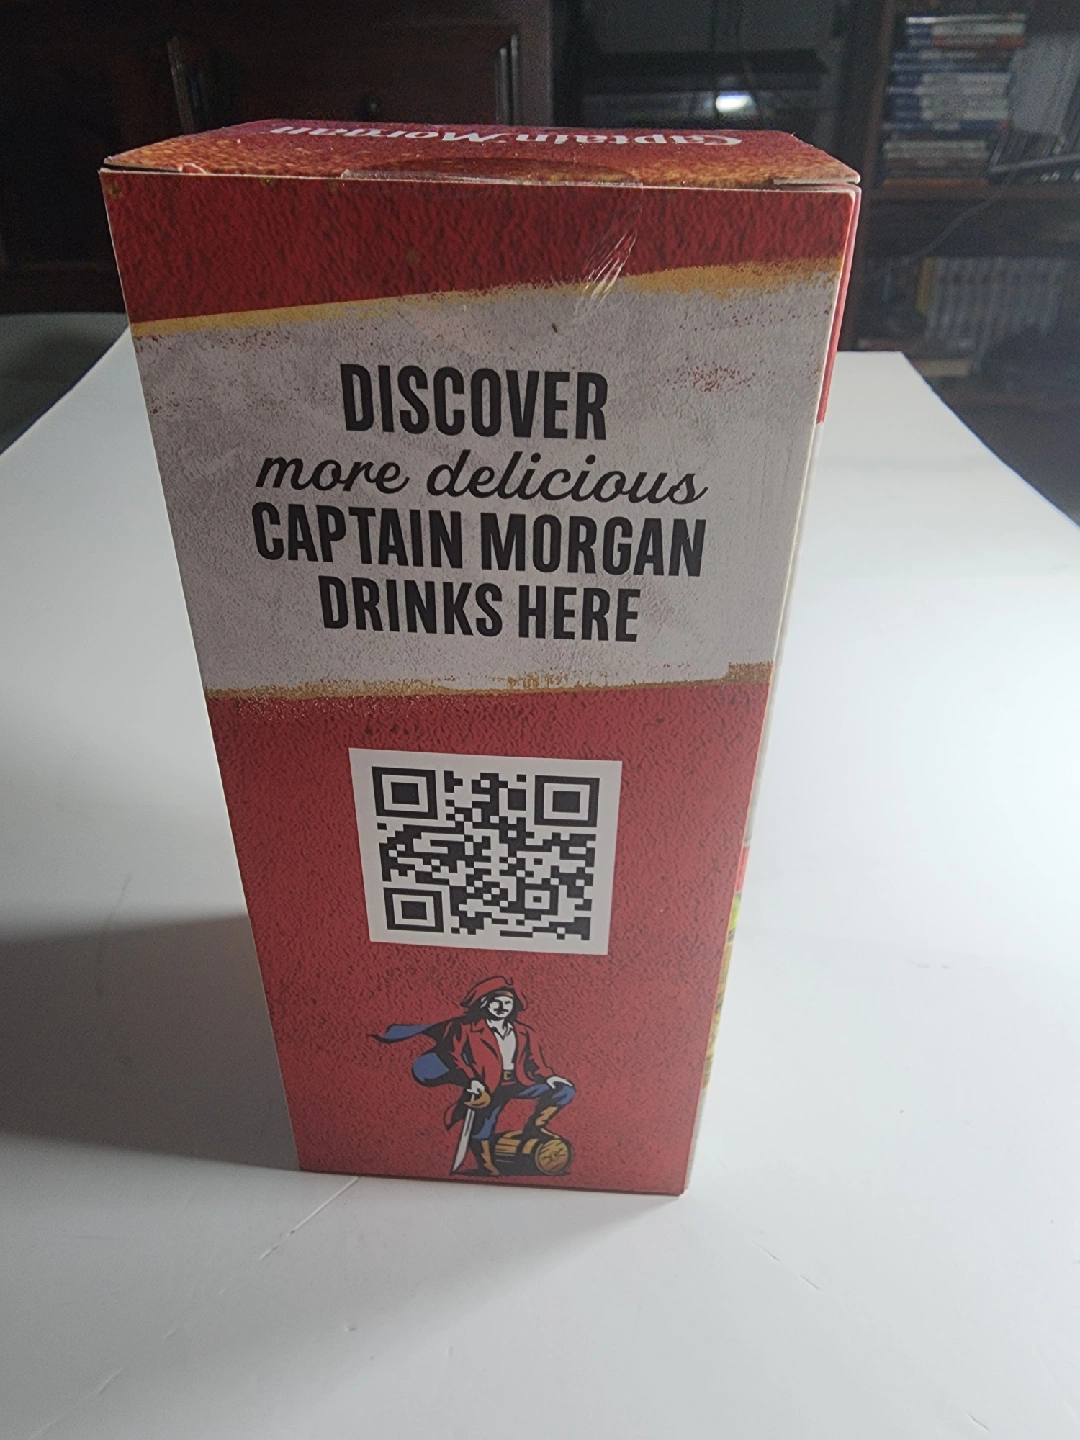 Captain Morgan
DISCOVER
more delicious
CAPTAIN MORGAN
DRINKS HERE